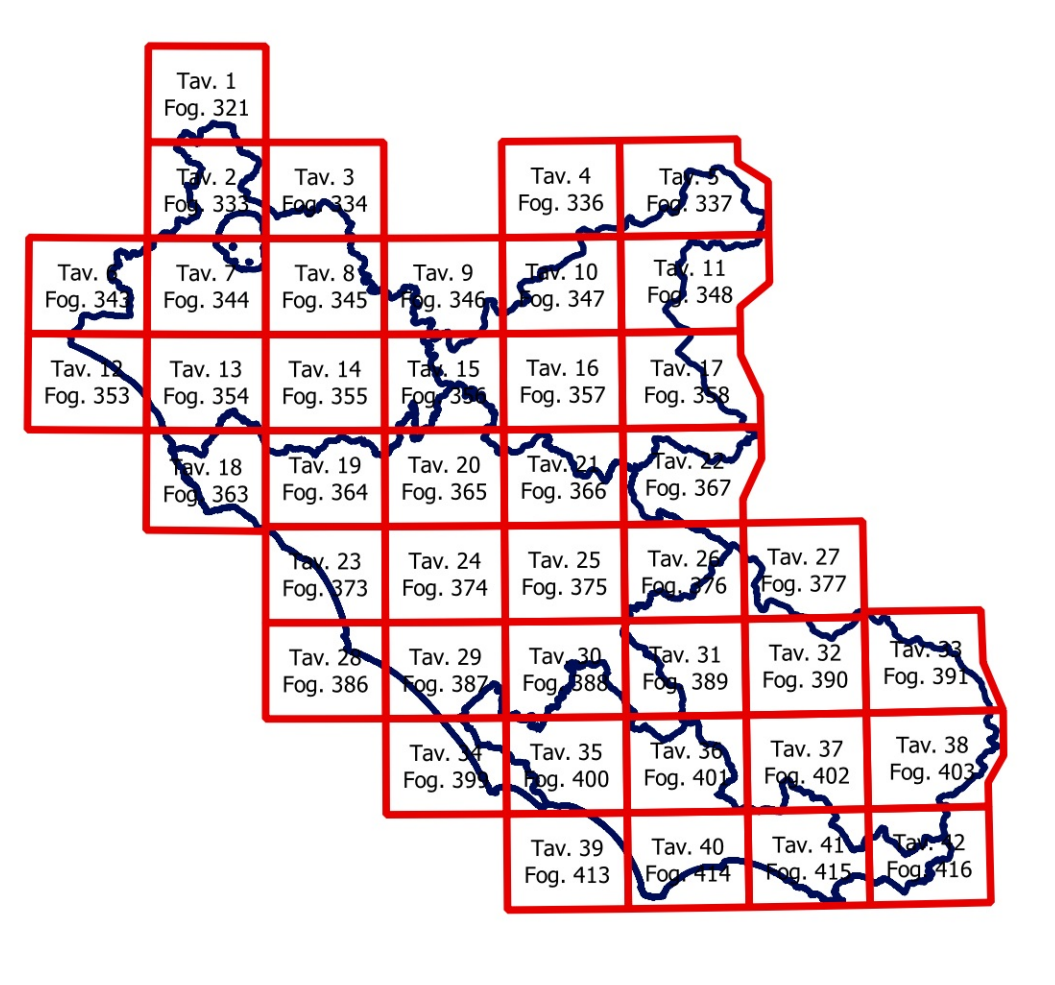 Tav. 1
Fog. 321
Tav. 2
Fog. 333
Tav. 3
Fog. 334
Tav. 4
Fog. 336
Tav. 5
Fog. 337
Tav. 6
Fog. 343
Tav. 7
Fog. 344
Tav. 8
Fog. 345
Tav. 9
Fog. 346
Tav. 10
Fog. 347
Tav. 11
Fog. 348
Tav. 12
Fog. 353
Tav. 13
Fog. 354
Tav. 14
Fog. 355
Tav. 15
Fog. 356
Tav. 16
Fog. 357
Tav. 17
Fog. 358
Tav. 18
Fog. 363
Tav. 19
Fog. 364
Tav. 20
Fog. 365
Tav. 21
Fog. 366
Tav. 22
Fog. 367
Tav. 23
Fog. 373
Tav. 24
Fog. 374
Tav. 25
Fog. 375
Tav. 26
Fog. 376
Tav. 27
Fog. 377
Tav. 28
Fog. 386
Tav. 29
Fog. 387
Tav. 30
Fog. 388
Tav. 31
Fog. 389
Tav. 32
Fog. 390
Tav. 33
Fog. 391
Tav. 34
Fog. 399
Tav. 35
Fog. 400
Tav. 36
Fog. 401
Tav. 37
Fog. 402
Tav. 38
Fog. 403
Tav. 39
Fog. 413
Tav. 40
Fog. 414
Tav. 41
Fog. 415
Tav. 42
Fog. 416